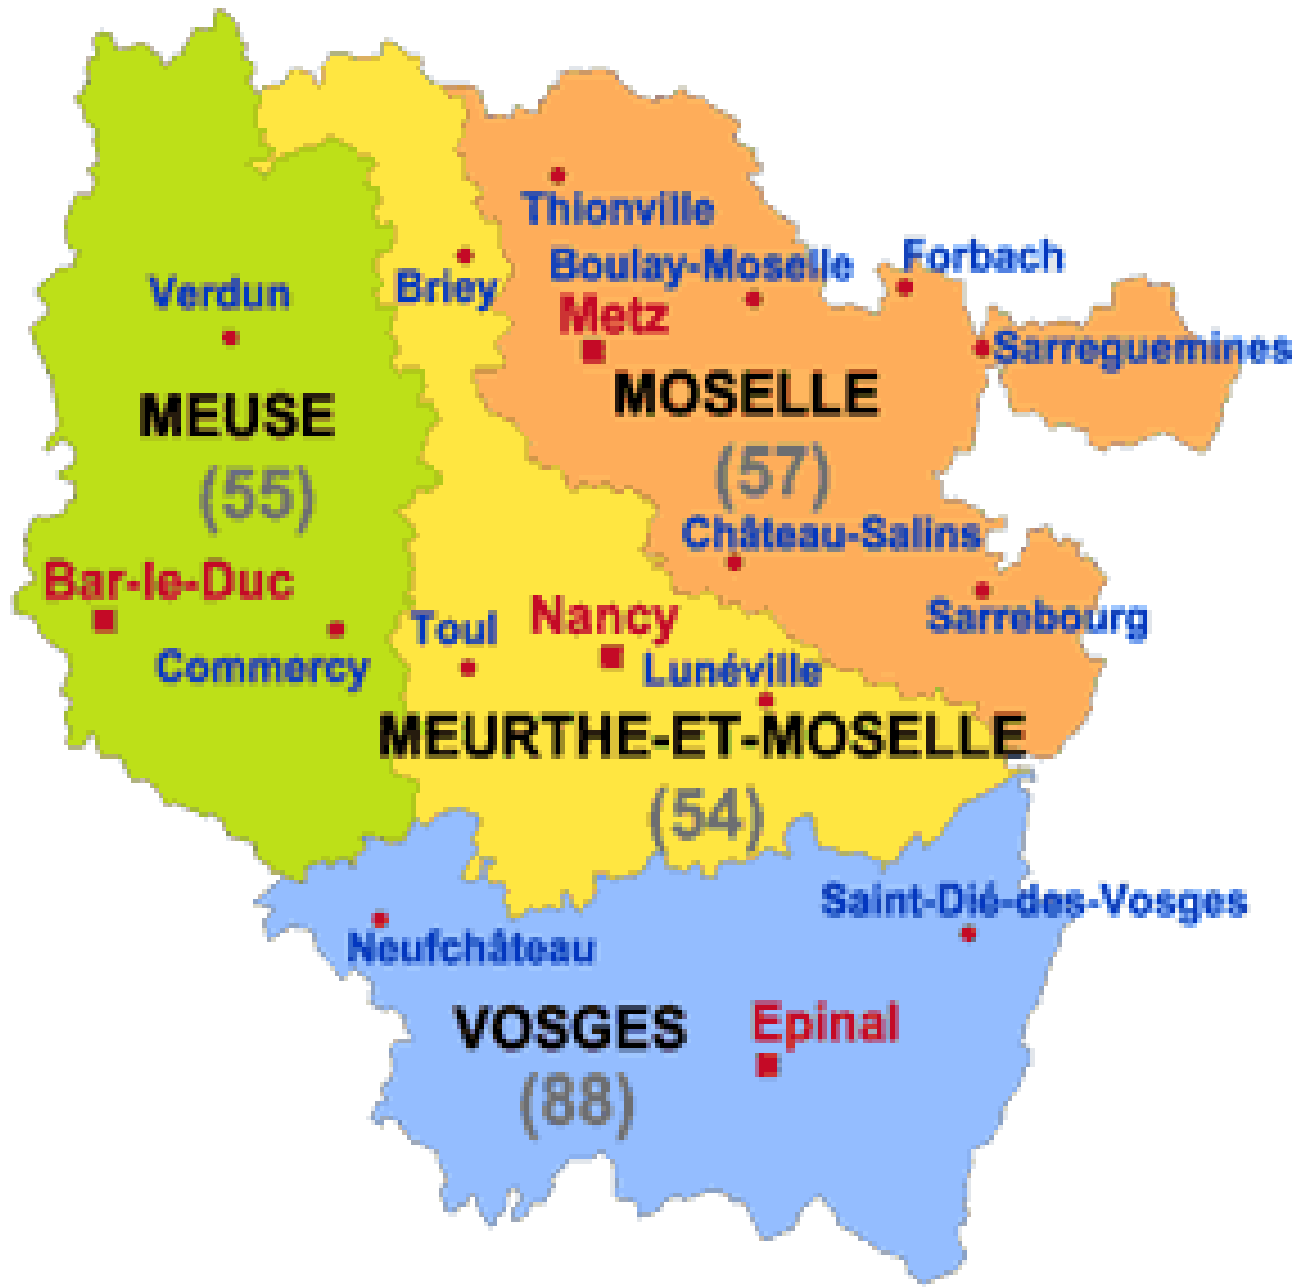 Thionville
Boulay-Moselle
Forbach
Verdun
Briey
Metz
Sarreguemines
MEUSE
(55)
MOSELLE
(57)
Château-Salins
Bar-le-Duc
Commercy
Toul
Nancy
Lunéville
Sarrebourg
MEURTHE-ET-MOSELLE
(54)
Saint-Dié-des-Vosges
Neufchâteau
VOSGES
(88)
Epinal